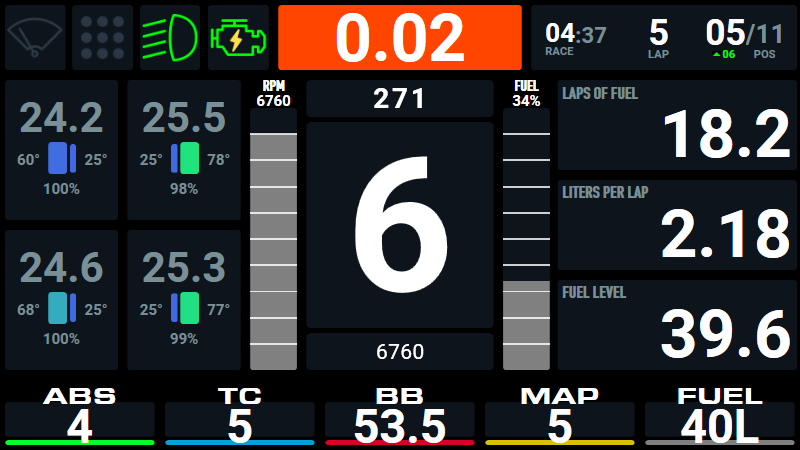 0.02
04:37
RACE
5
LAP
05/11
06 POS
24.2
60° 25°
100%
25.5
25° 78°
98%
24.6
68° 25°
100%
25.3
25° 77°
99%
RPM
6760
271
6
6760
FUEL
34%
LAPS OF FUEL
18.2
LITERS PER LAP
2.18
FUEL LEVEL
39.6
ABS
4
TC
5
BB
53.5
MAP
5
FUEL
40L